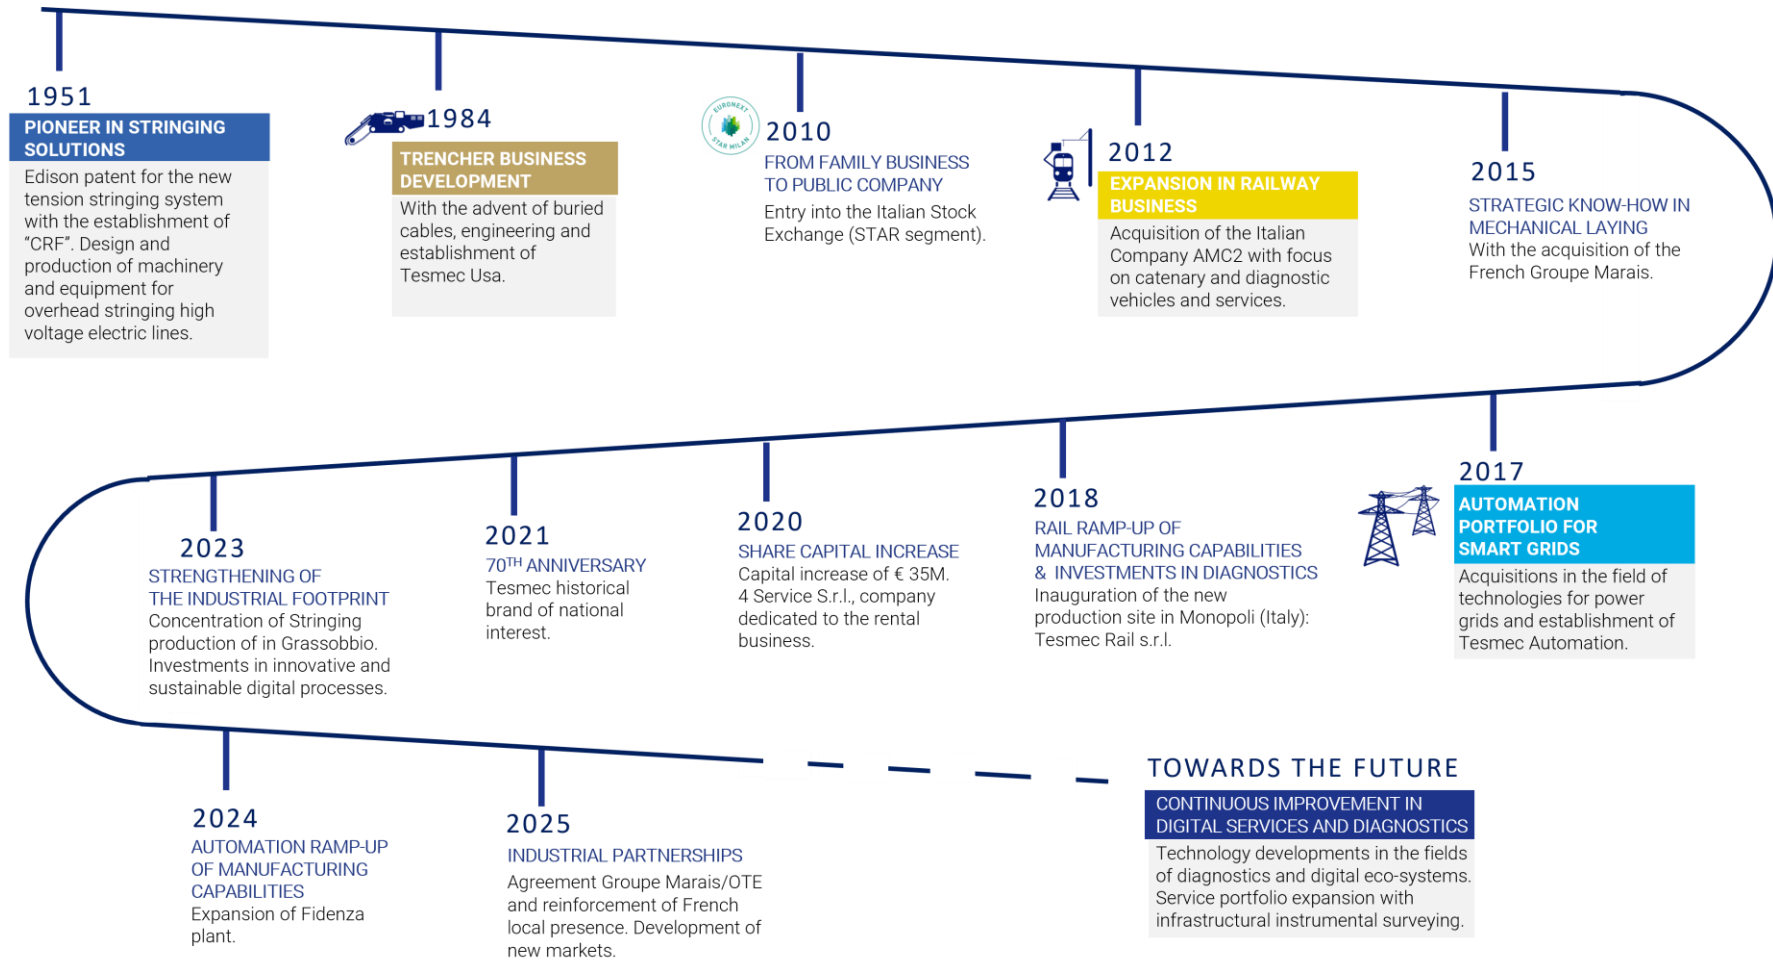 1951
PIONEER IN STRINGING
SOLUTIONS
Edison patent for the new
tension stringing system
with the establishment of
“CRF”. Design and
production of machinery
and equipment for
overhead stringing high
voltage electric lines.
1984
TRENCHER BUSINESS
DEVELOPMENT
With the advent of buried
cables, engineering and
establishment of
Tesmec Usa.
EURONEXT
STAR MILAN
2010
FROM FAMILY BUSINESS
TO PUBLIC COMPANY
Entry into the Italian Stock
Exchange (STAR segment).
2012
EXPANSION IN RAILWAY
BUSINESS
Acquisition of the Italian
Company AMC2 with focus
on catenary and diagnostic
vehicles and services.
2015
STRATEGIC KNOW-HOW IN
MECHANICAL LAYING
With the acquisition of the
French Groupe Marais.
2017
AUTOMATION
PORTFOLIO FOR
SMART GRIDS
Acquisitions in the field of
technologies for power
grids and establishment of
Tesmec Automation.
2018
RAIL RAMP-UP OF
MANUFACTURING CAPABILITIES
& INVESTMENTS IN DIAGNOSTICS
Inauguration of the new
production site in Monopoli (Italy):
Tesmec Rail s.r.l.
2020
SHARE CAPITAL INCREASE
Capital increase of € 35M.
4 Service S.r.l., company
dedicated to the rental
business.
2021
70TH ANNIVERSARY
Tesmec historical
brand of national
interest.
2023
STRENGTHENING OF
THE INDUSTRIAL FOOTPRINT
Concentration of Stringing
production of in Grassobbio.
Investments in innovative and
sustainable digital processes.
2024
AUTOMATION RAMP-UP
OF MANUFACTURING
CAPABILITIES
Expansion of Fidenza
plant.
2025
INDUSTRIAL PARTNERSHIPS
Agreement Groupe Marais/OTE
and reinforcement of French
local presence. Development of
new markets.
TOWARDS THE FUTURE
CONTINUOUS IMPROVEMENT IN
DIGITAL SERVICES AND DIAGNOSTICS
Technology developments in the fields
of diagnostics and digital eco-systems.
Service portfolio expansion with
infrastructural instrumental surveying.